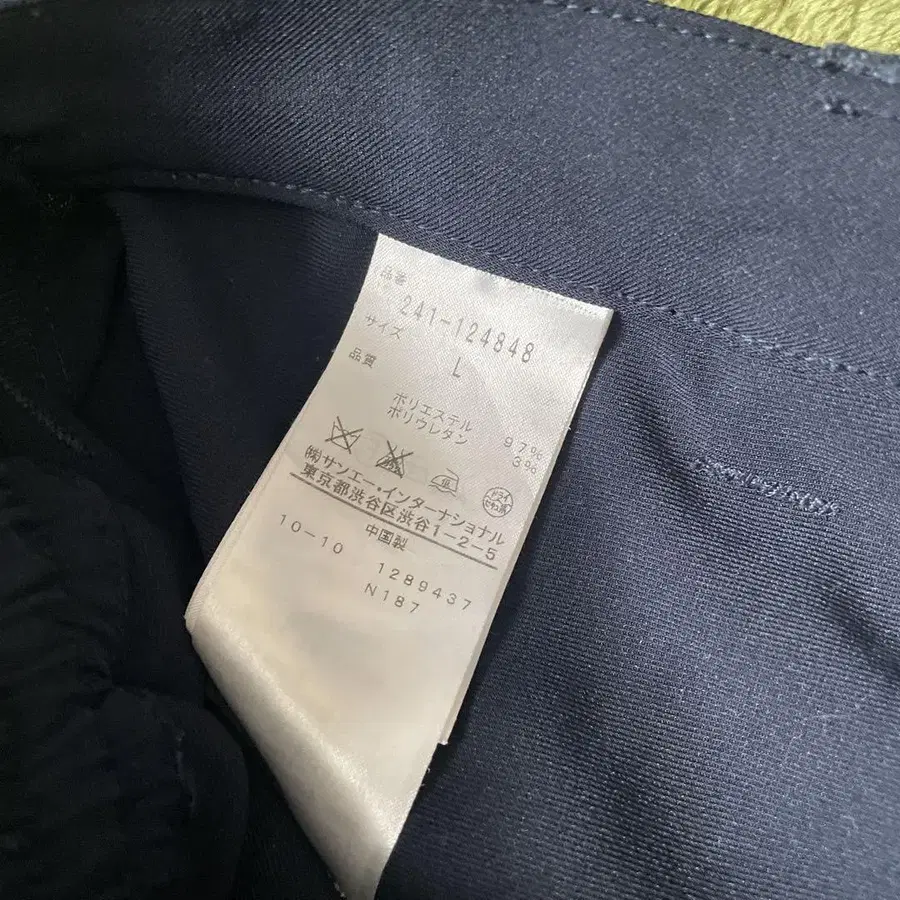 品番
241-124848
サイズ
L
品質
ポリエステル 97%
ポリウレタン 3%
㈱サンエー・インターナショナル
東京都渋谷区渋谷1-2-5
中国製
10-10
1289437
N187